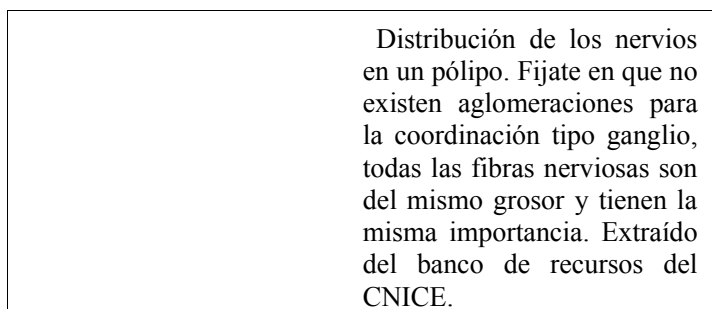 Distribución de los nervios
en un pólipo. Fijate en que no
existen aglomeraciones para
la coordinación tipo ganglio,
todas las fibras nerviosas son
del mismo grosor y tienen la
misma importancia. Extraído
del banco de recursos del
CNICE.